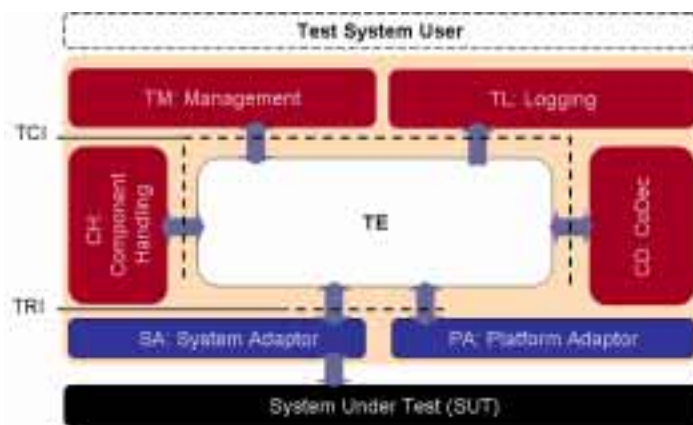 Test System User
TM: Management
TL: Logging
TCI
CH:
Component
Handling
TE
CD: CoDec
TRI
SA: System Adaptor
PA: Platform Adaptor
System Under Test (SUT)